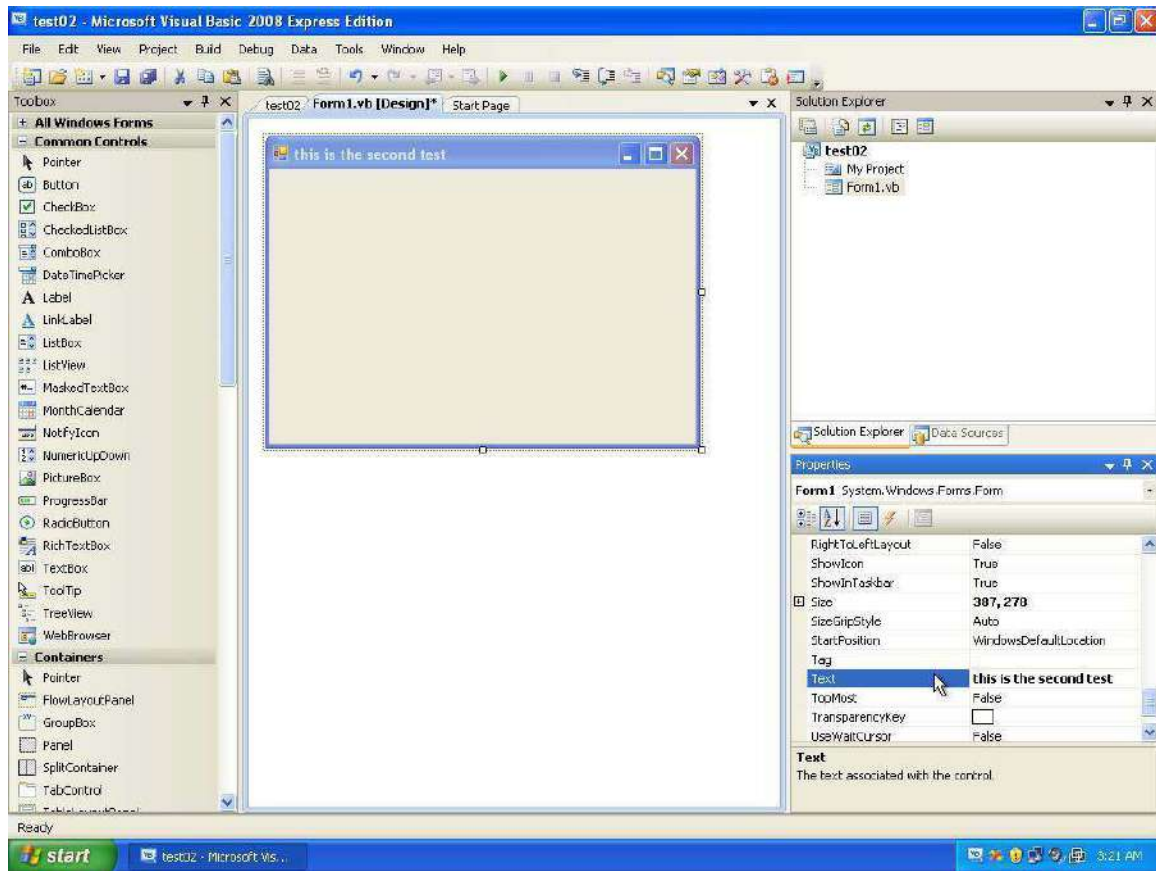 test02 - Microsoft Visual Basic 2008 Express Edition
File Edit View Project Build Debug Data Tools Window Help
Toolbox
All Windows Forms
Common Controls
Pointer
Button
CheckBox
CheckedListBox
ComboBox
DateTimePicker
Label
LinkLabel
ListBox
ListView
MaskedTextBox
MonthCalendar
NotifyIcon
NumericUpDown
PictureBox
ProgressBar
RadioButton
RichTextBox
TextBox
ToolTip
TreeView
WebBrowser
Containers
Pointer
FlowLayoutPanel
GroupBox
Panel
SplitContainer
TabControl
test02 Form1.vb [Design]* Start Page
this is the second test
Solution Explorer
test02
My Project
Form1.vb
Solution Explorer Data Sources
Properties
Form1 System.Windows.Forms.Form
RightToLeftLayout False
ShowIcon True
ShowInTaskbar True
Size 387, 278
SizeGripStyle Auto
StartPosition WindowsDefaultLocation
Tag
Text this is the second test
TopMost False
TransparencyKey
UseWaitCursor False
Text
The text associated with the control.
Ready
start test02 - Microsoft Vis... 3:21 AM